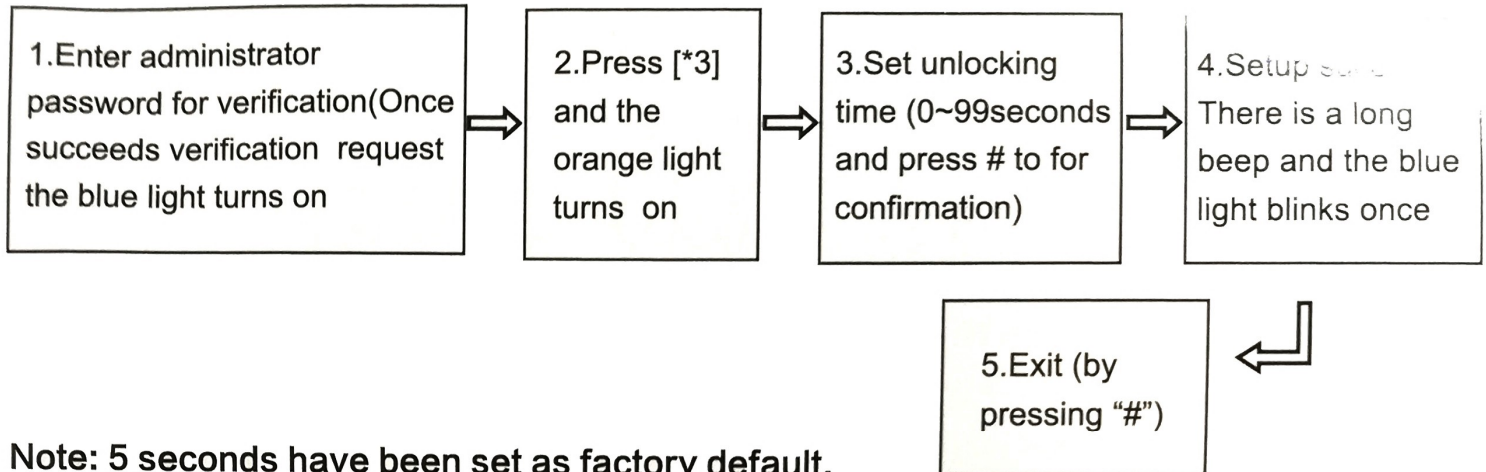 1.Enter administrator
password for verification(Once
succeeds verification request
the blue light turns on
2.Press [*3]
and the
orange light
turns on
3.Set unlocking
time (0~99seconds
and press # to for
confirmation)
4.Setup
There is a long
beep and the blue
light blinks once
5.Exit (by
pressing “#”)
Note: 5 seconds have been set as factory default.